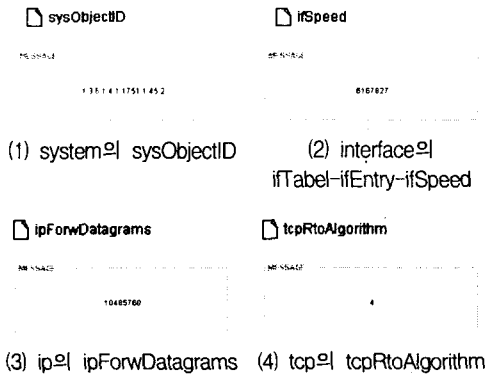 sysObjectID
ifSpeed
MESSAGE
1 3 6 1 4 1 1751 1 45 2
6167827
(1) system의 sysObjectID
(2) interface의
ifTabel-ifEntry-ifSpeed
ipForwDatagrams
tcpRtoAlgorithm
MESSAGE
MESSAGE
10485760
4
(3) ip의 ipForwDatagrams
(4) tcp의 tcpRtoAlgorithm